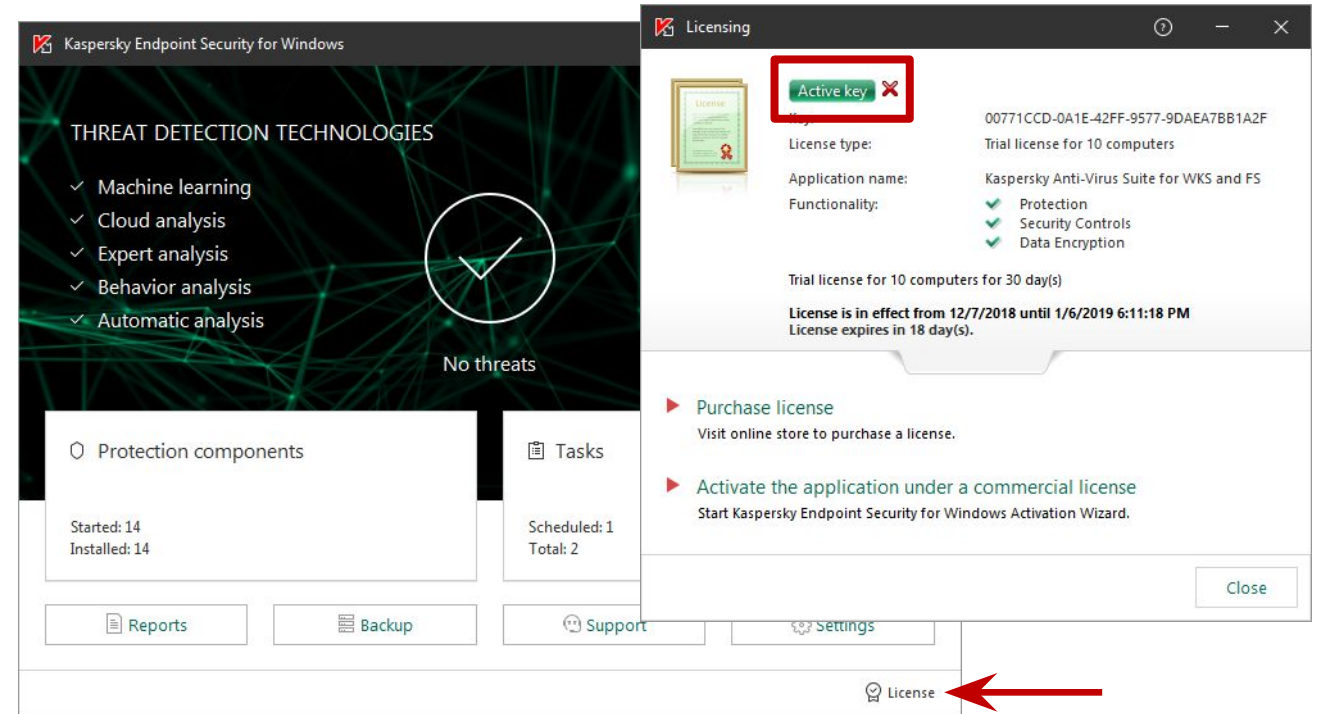 Kaspersky Endpoint Security for Windows
THREAT DETECTION TECHNOLOGIES
Machine learning
Cloud analysis
Expert analysis
Behavior analysis
Automatic analysis
No threats
Protection components
Started: 14
Installed: 14
Tasks
Scheduled: 1
Total: 2
Reports
Backup
Support
Settings
License
Licensing
License
Active key
Key:
00771CCD-0A1E-42FF-9577-9DAEA7BB1A2F
License type:
Trial license for 10 computers
Application name:
Kaspersky Anti-Virus Suite for WKS and FS
Functionality:
Protection
Security Controls
Data Encryption
Trial license for 10 computers for 30 day(s)
License is in effect from 12/7/2018 until 1/6/2019 6:11:18 PM
License expires in 18 day(s).
Purchase license
Visit online store to purchase a license.
Activate the application under a commercial license
Start Kaspersky Endpoint Security for Windows Activation Wizard.
Close